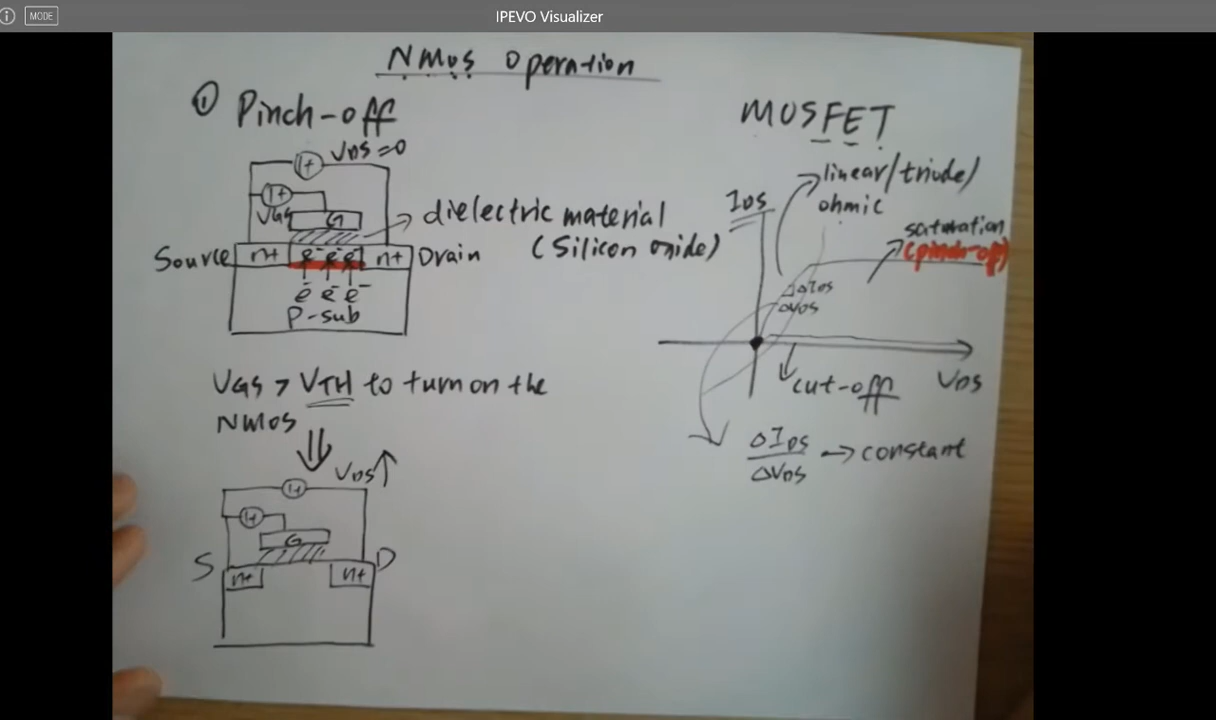 MODE
IPEVO Visualizer
NMOS Operation
① Pinch-off
VDS=0
VGS
G
dielectric material
(Silicon oxide)
Source
n+
e⁻ e⁻ e⁻
n+
Drain
e⁻ e⁻ e⁻
P-sub
VGS > VTH to turn on the
NMOS
VDS↑
G
S
D
n+
n+
MOSFET
linear/triode/
ohmic
IDS
saturation
(pinch-off)
ΔIDS
ΔVDS
cut-off
VDS
ΔIDS
ΔVDS
→ constant